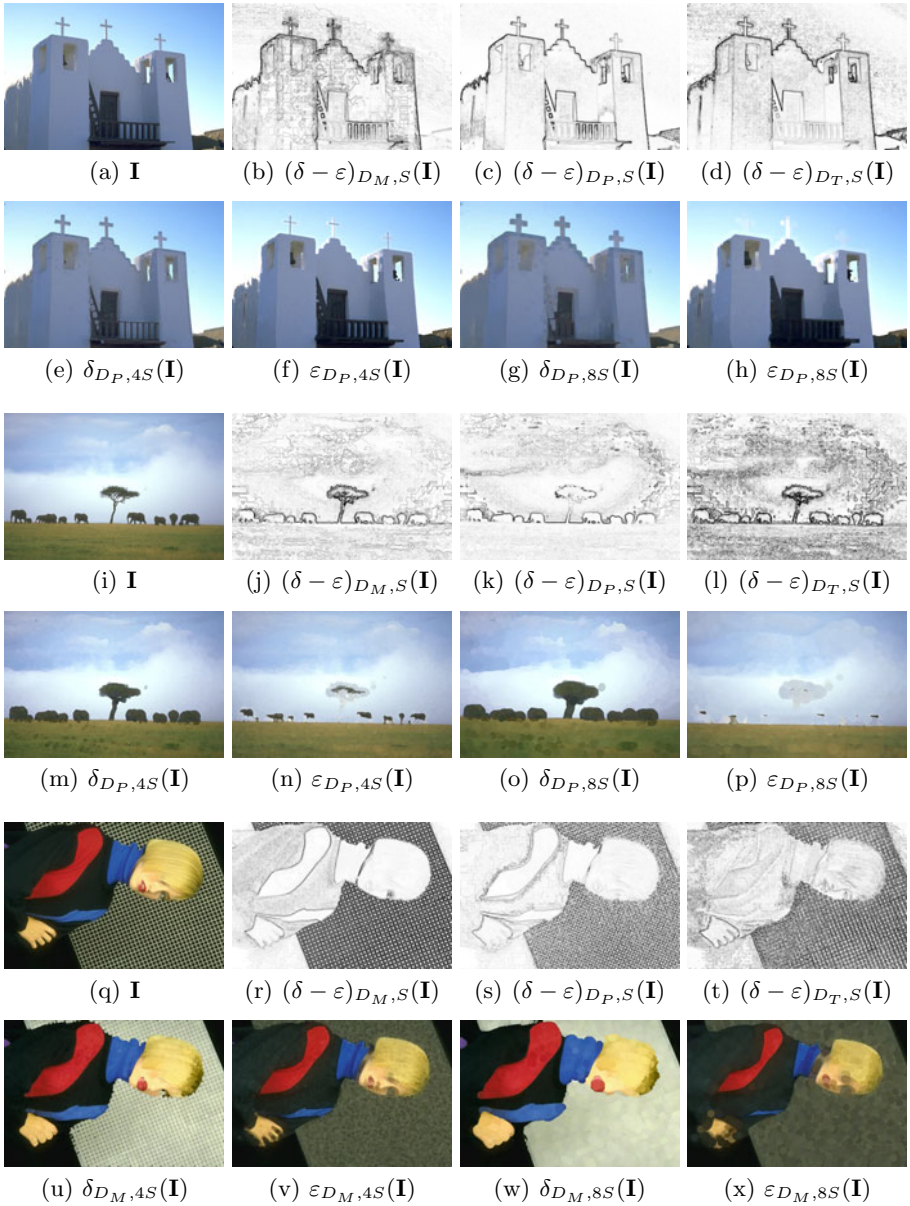 (a) I (b) (δ − ε)_{D_M,S}(I) (c) (δ − ε)_{D_P,S}(I) (d) (δ − ε)_{D_T,S}(I)
(e) δ_{D_P,4S}(I) (f) ε_{D_P,4S}(I) (g) δ_{D_P,8S}(I) (h) ε_{D_P,8S}(I)
(i) I (j) (δ − ε)_{D_M,S}(I) (k) (δ − ε)_{D_P,S}(I) (l) (δ − ε)_{D_T,S}(I)
(m) δ_{D_P,4S}(I) (n) ε_{D_P,4S}(I) (o) δ_{D_P,8S}(I) (p) ε_{D_P,8S}(I)
(q) I (r) (δ − ε)_{D_M,S}(I) (s) (δ − ε)_{D_P,S}(I) (t) (δ − ε)_{D_T,S}(I)
(u) δ_{D_M,4S}(I) (v) ε_{D_M,4S}(I) (w) δ_{D_M,8S}(I) (x) ε_{D_M,8S}(I)